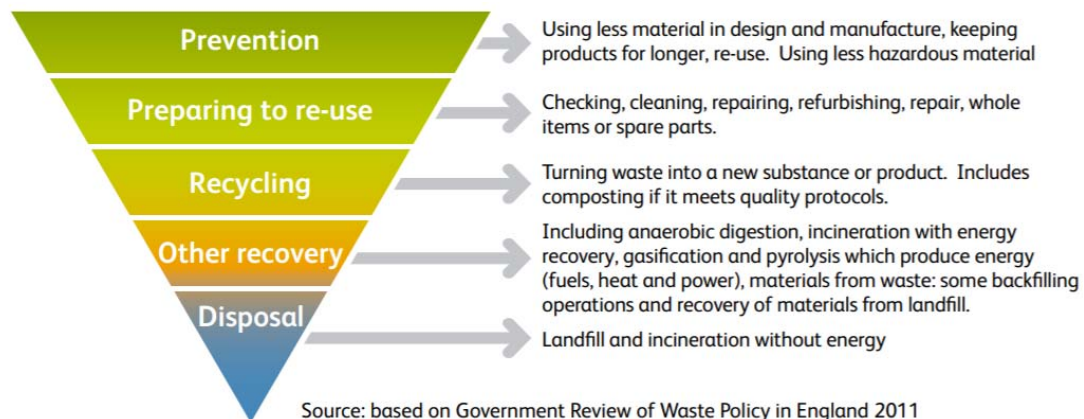 Prevention
Using less material in design and manufacture, keeping
products for longer, re-use.  Using less hazardous material
Preparing to re-use
Checking, cleaning, repairing, refurbishing, repair, whole
items or spare parts.
Recycling
Turning waste into a new substance or product.  Includes
composting if it meets quality protocols.
Other recovery
Including anaerobic digestion, incineration with energy
recovery, gasification and pyrolysis which produce energy
(fuels, heat and power), materials from waste: some backfilling
operations and recovery of materials from landfill.
Disposal
Landfill and incineration without energy
Source: based on Government Review of Waste Policy in England 2011